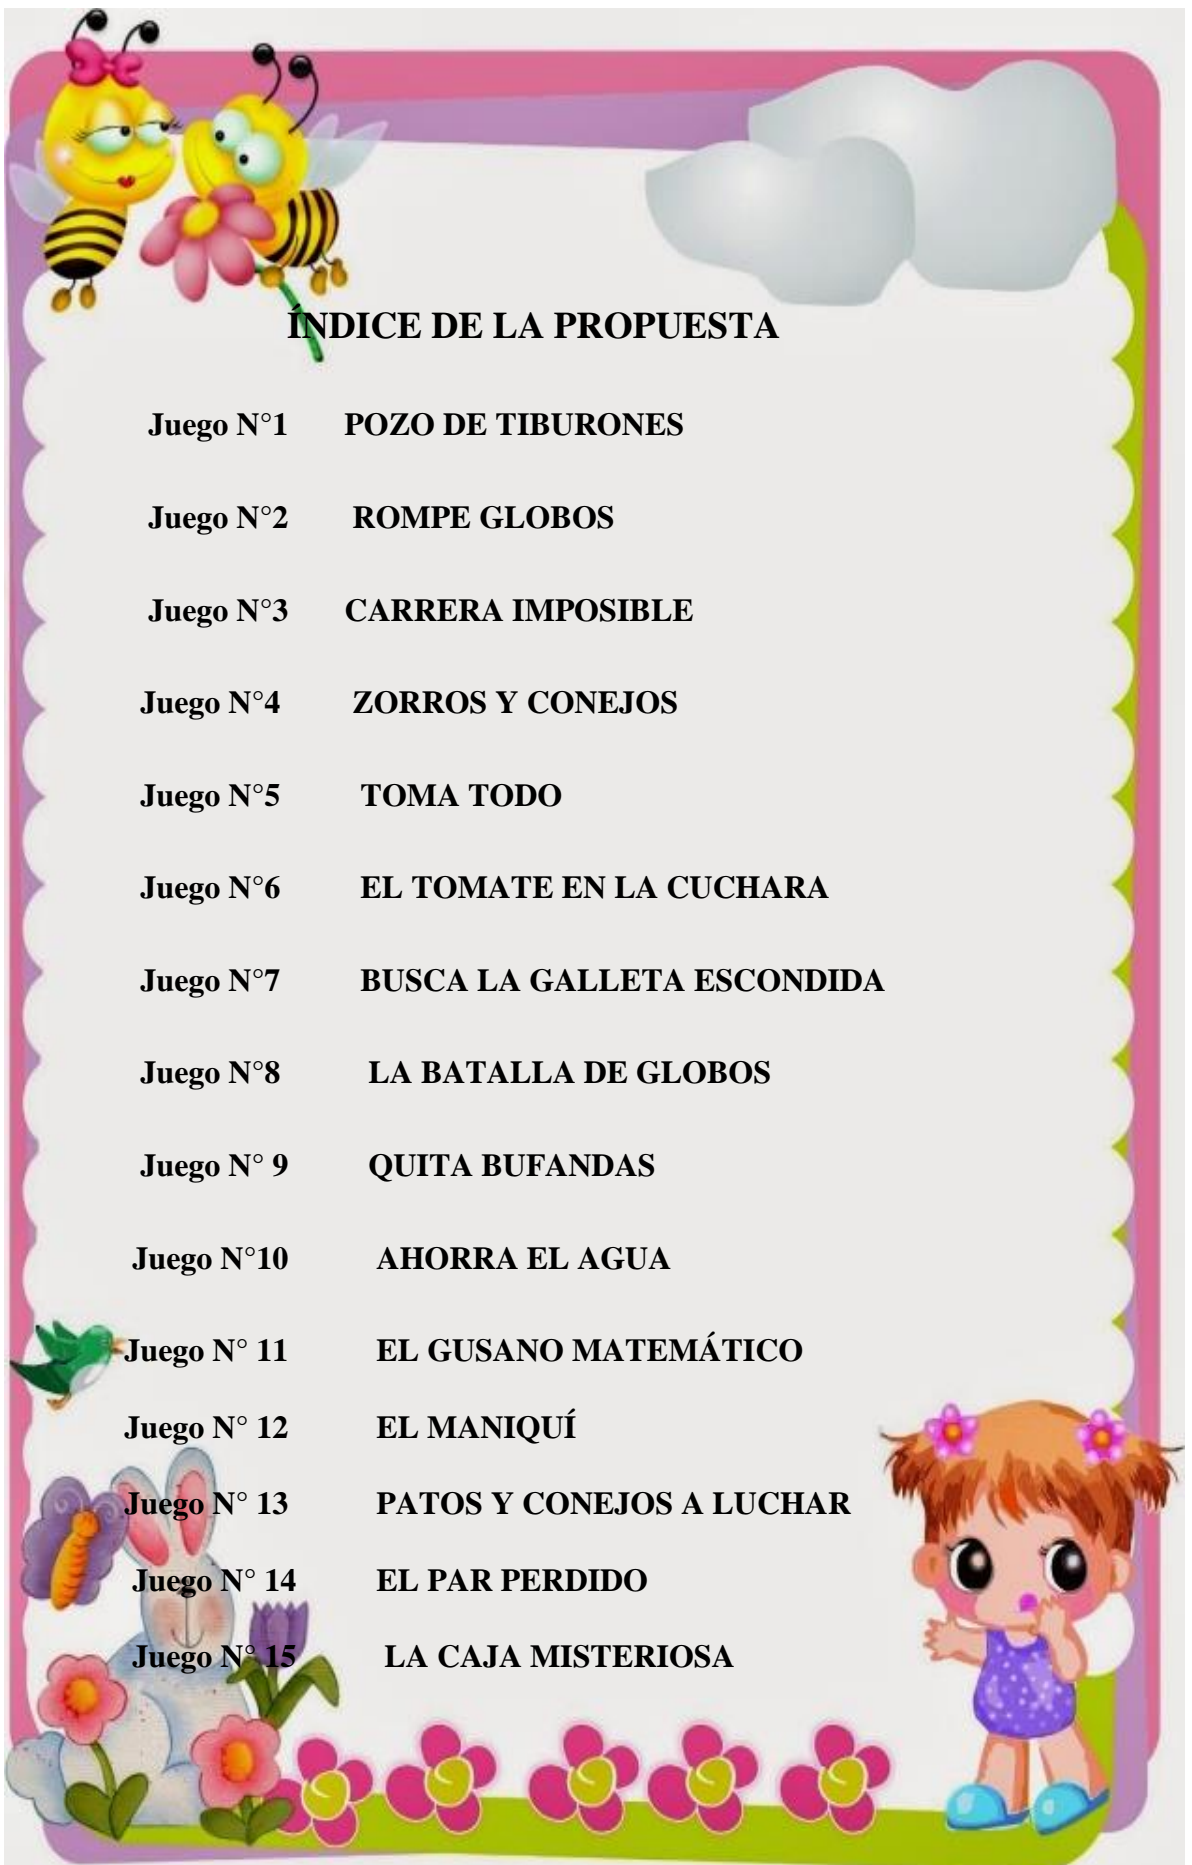 ÍNDICE DE LA PROPUESTA
Juego N°1 POZO DE TIBURONES
Juego N°2 ROMPE GLOBOS
Juego N°3 CARRERA IMPOSIBLE
Juego N°4 ZORROS Y CONEJOS
Juego N°5 TOMA TODO
Juego N°6 EL TOMATE EN LA CUCHARA
Juego N°7 BUSCA LA GALLETA ESCONDIDA
Juego N°8 LA BATALLA DE GLOBOS
Juego N° 9 QUITA BUFANDAS
Juego N°10 AHORRA EL AGUA
Juego N° 11 EL GUSANO MATEMÁTICO
Juego N° 12 EL MANIQUÍ
Juego N° 13 PATOS Y CONEJOS A LUCHAR
Juego N° 14 EL PAR PERDIDO
Juego N° 15 LA CAJA MISTERIOSA